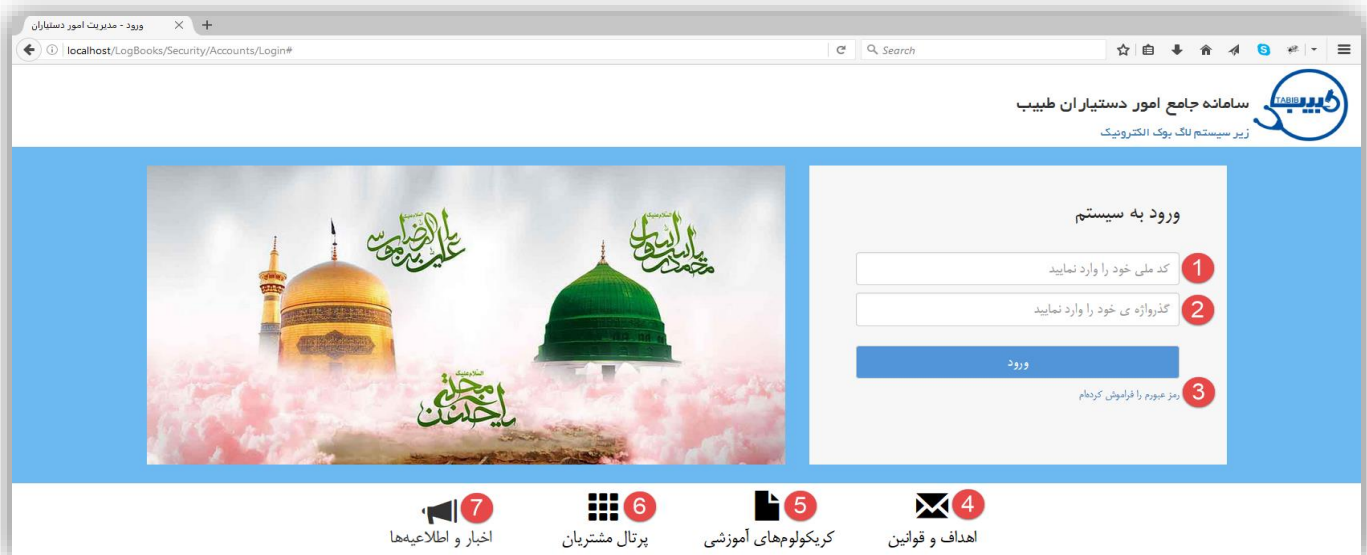 ورود - مدیریت امور دستیاران
localhost/LogBooks/Security/Accounts/Login#
Search
TABIB
طبیب
سامانه جامع امور دستیاران طبیب
زیر سیستم لاگ بوک الکترونیک
ورود به سیستم
کد ملی خود را وارد نمایید
1
گذرواژه ی خود را وارد نمایید
2
ورود
رمز عبورم را فراموش کرده‌ام
3
4
اهداف و قوانین
5
کریکولوم‌های آموزشی
6
پرتال مشتریان
7
اخبار و اطلاعیه‌ها